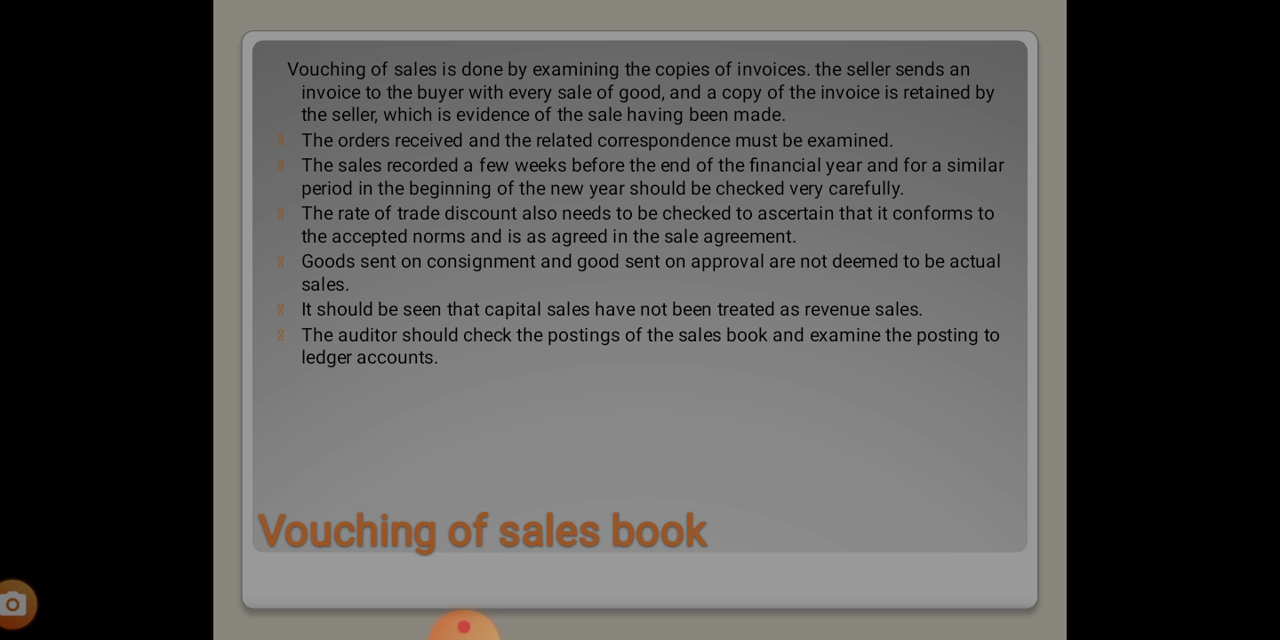 Vouching of sales is done by examining the copies of invoices. the seller sends an
invoice to the buyer with every sale of good, and a copy of the invoice is retained by
the seller, which is evidence of the sale having been made.
The orders received and the related correspondence must be examined.
The sales recorded a few weeks before the end of the financial year and for a similar
period in the beginning of the new year should be checked very carefully.
The rate of trade discount also needs to be checked to ascertain that it conforms to
the accepted norms and is as agreed in the sale agreement.
Goods sent on consignment and good sent on approval are not deemed to be actual
sales.
It should be seen that capital sales have not been treated as revenue sales.
The auditor should check the postings of the sales book and examine the posting to
ledger accounts.
Vouching of sales book